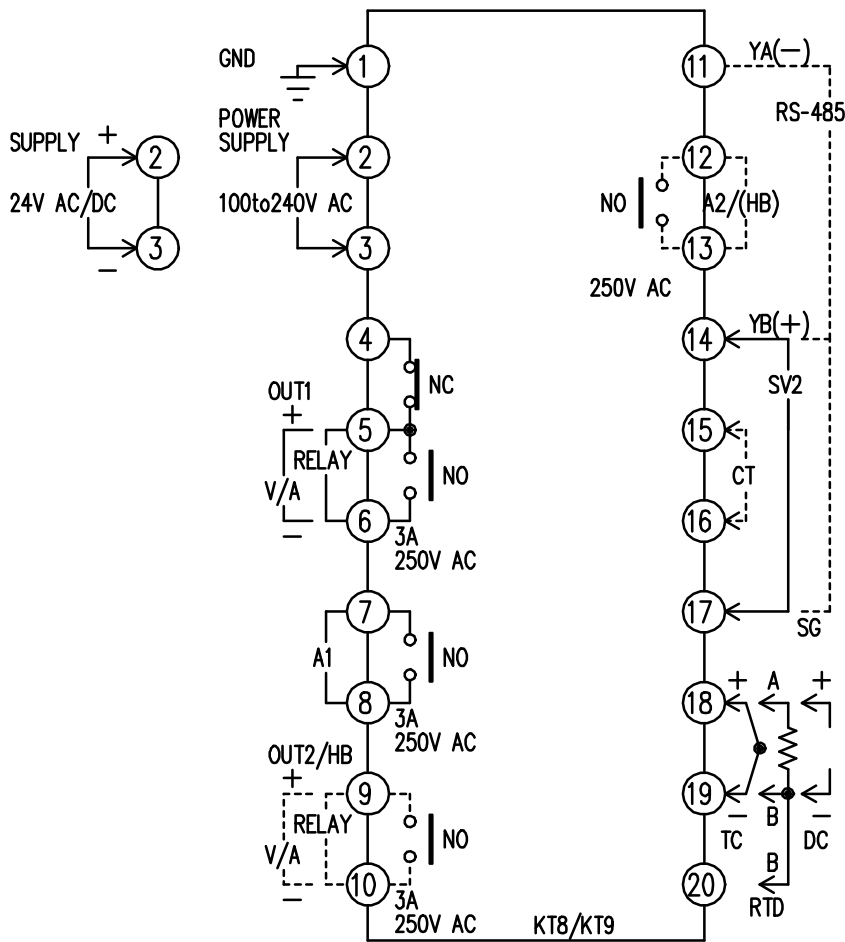 SUPPLY
+
2
24V AC/DC
3
−
GND
1
POWER
SUPPLY
2
100to240V AC
3
4
NC
OUT1
+
5
RELAY
V/A
NO
6
−
3A
250V AC
7
A1
NO
8
3A
250V AC
OUT2/HB
+
9
RELAY
V/A
NO
10
−
3A
250V AC
KT8/KT9
11
YA(−)
RS-485
12
NO
A2/(HB)
13
250V AC
14
YB(+)
SV2
15
CT
16
17
SG
18
+
A
+
19
−
B
−
TC
DC
B
20
RTD